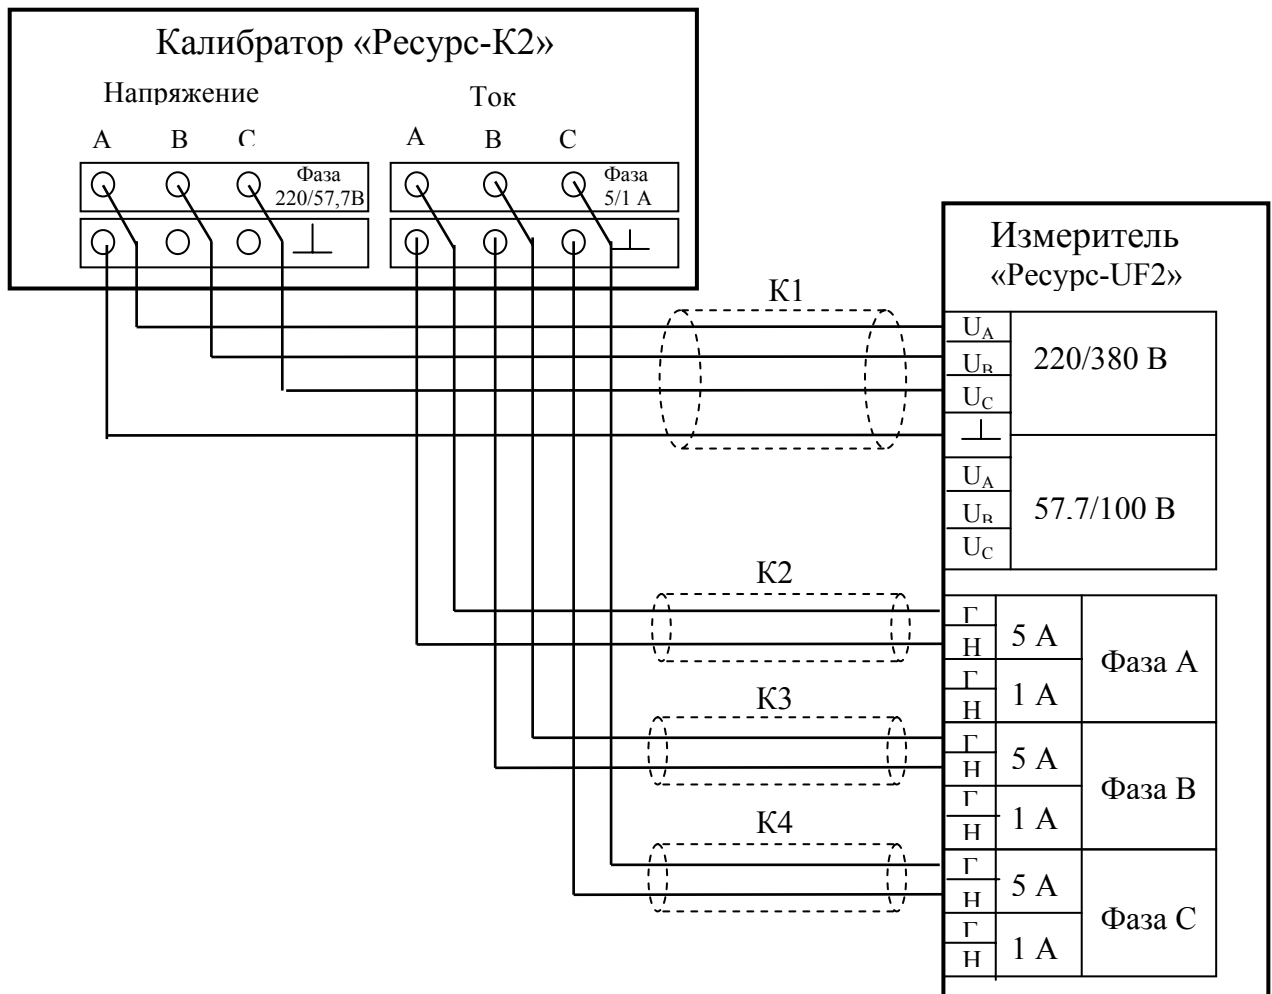 Калибратор «Ресурс-К2»
Напряжение
Ток
А В С
А В С
Фаза
220/57,7В
Фаза
5/1 А
Измеритель
«Ресурс-UF2»
К1
UA
UB
UC
220/380 В
UA
UB
UC
57,7/100 В
К2
Г
Н
5 А
Г
Н
1 А
Фаза А
К3
Г
Н
5 А
Г
Н
1 А
Фаза В
К4
Г
Н
5 А
Г
Н
1 А
Фаза С